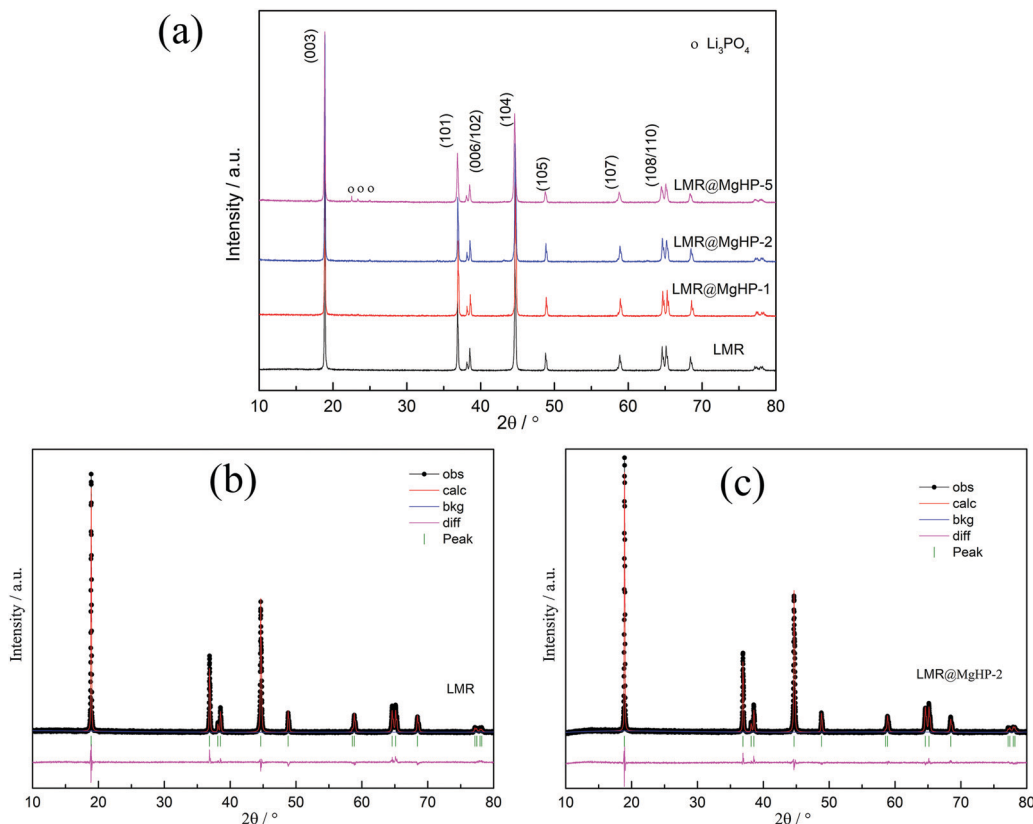 (a)
o Li₃PO₄
(003)
(101)
(006/102)
(104)
(105)
(107)
(108/110)
o o o
LMR@MgHP-5
LMR@MgHP-2
LMR@MgHP-1
LMR
Intensity / a.u.
10 20 30 40 50 60 70 80
2θ / °
(b)
obs
calc
bkg
diff
Peak
LMR
Intensity / a.u.
10 20 30 40 50 60 70 80
2θ / °
(c)
obs
calc
bkg
diff
Peak
LMR@MgHP-2
Intensity / a.u.
10 20 30 40 50 60 70 80
2θ / °